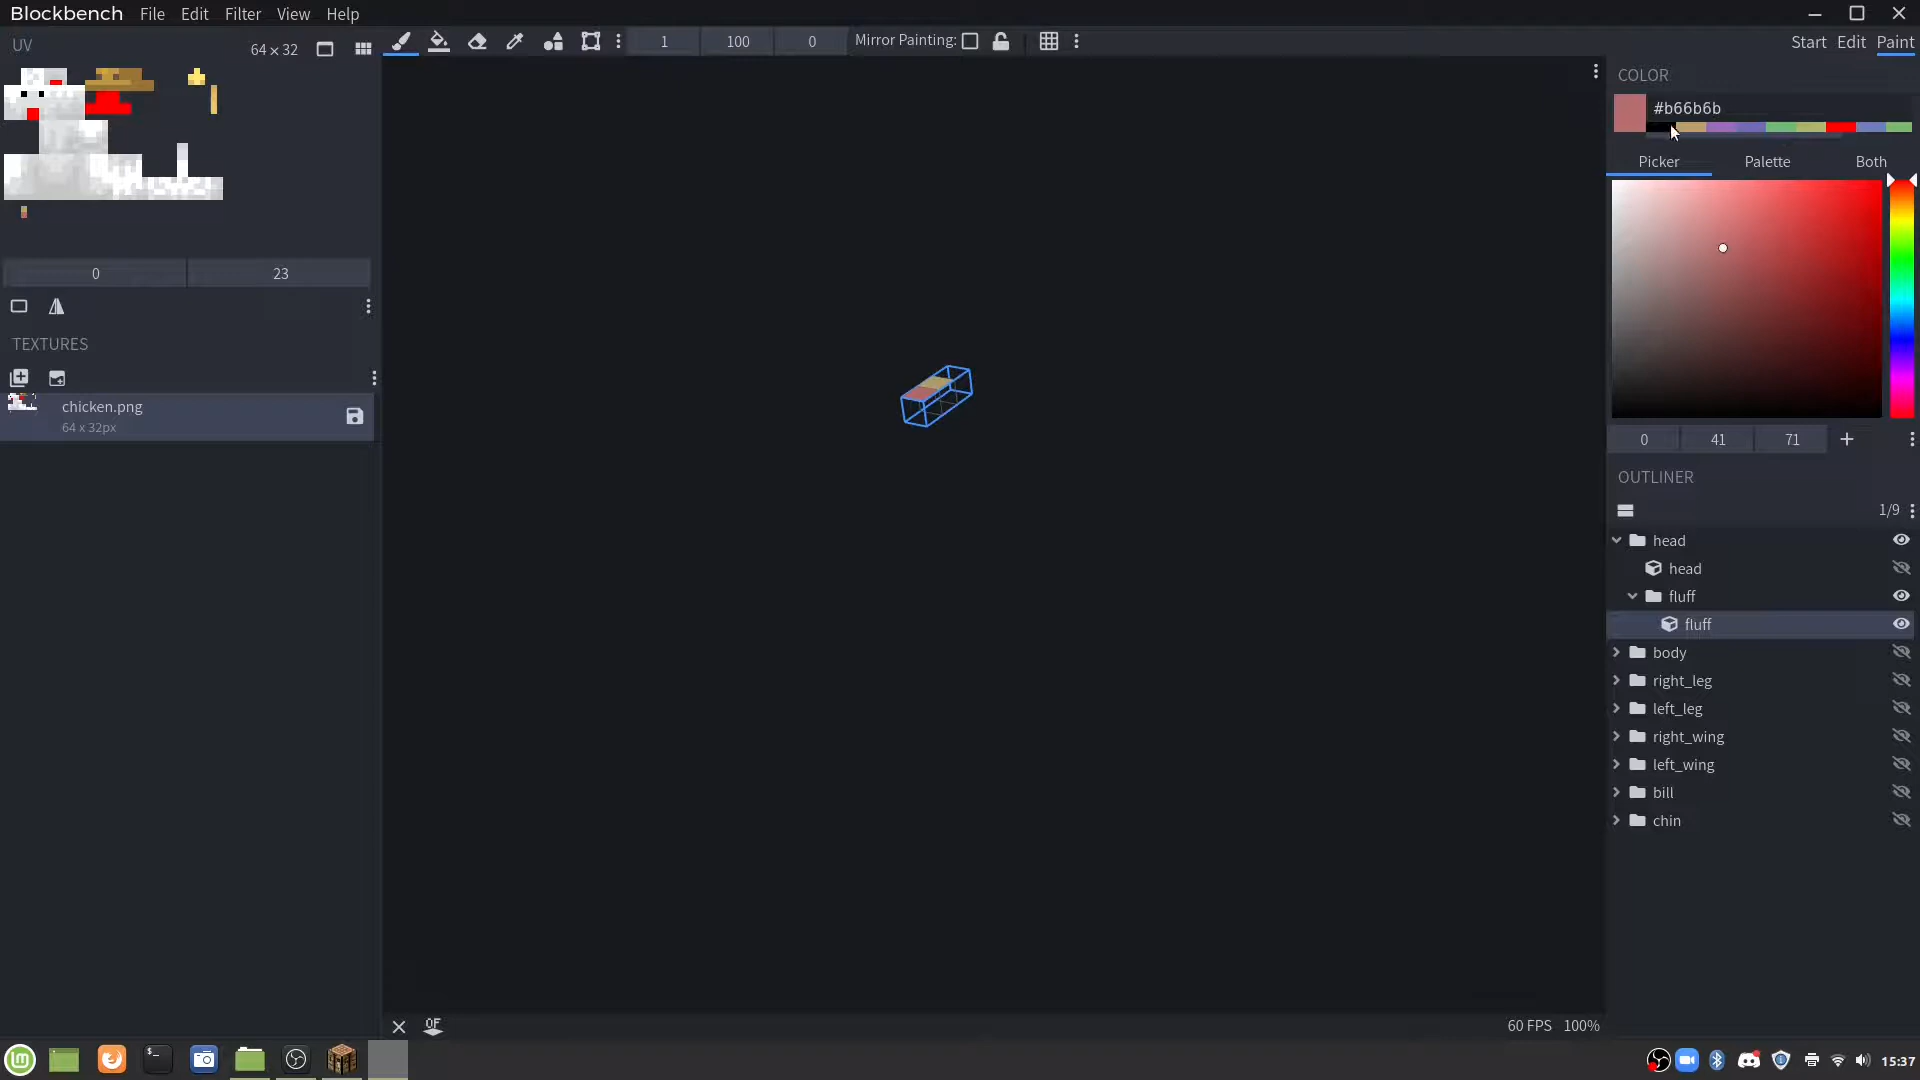 Blockbench File Edit Filter View Help
UV 64 × 32
1 100 0 Mirror Painting:
Start Edit Paint
COLOR
#b66b6b
Picker Palette Both
0 23
TEXTURES
chicken.png
64 x 32px
0 41 71
OUTLINER
1/9
head
head
fluff
fluff
body
right_leg
left_leg
right_wing
left_wing
bill
chin
OF
60 FPS 100%
15:37